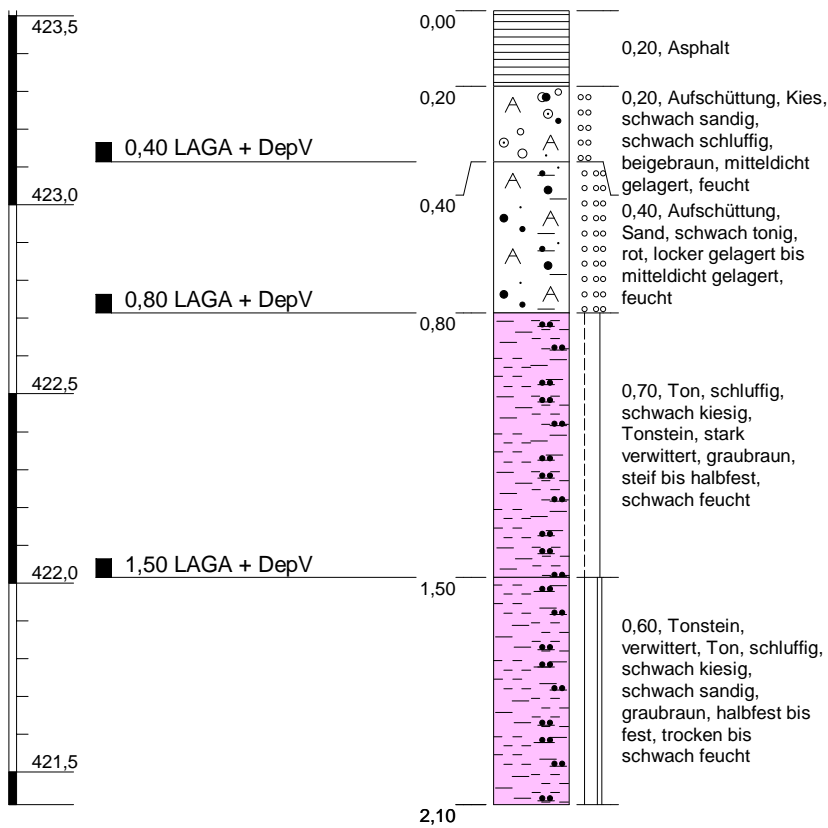 423,5
0,00
0,20, Asphalt
0,20
0,20, Aufschüttung, Kies,
schwach sandig,
schwach schluffig,
beigebraun, mitteldicht
gelagert, feucht
0,40 LAGA + DepV
423,0
0,40
0,40, Aufschüttung,
Sand, schwach tonig,
rot, locker gelagert bis
mitteldicht gelagert,
feucht
0,80 LAGA + DepV
0,80
422,5
0,70, Ton, schluffig,
schwach kiesig,
Tonstein, stark
verwittert, graubraun,
steif bis halbfest,
schwach feucht
1,50 LAGA + DepV
422,0
1,50
0,60, Tonstein,
verwittert, Ton, schluffig,
schwach kiesig,
schwach sandig,
graubraun, halbfest bis
fest, trocken bis
schwach feucht
421,5
2,10